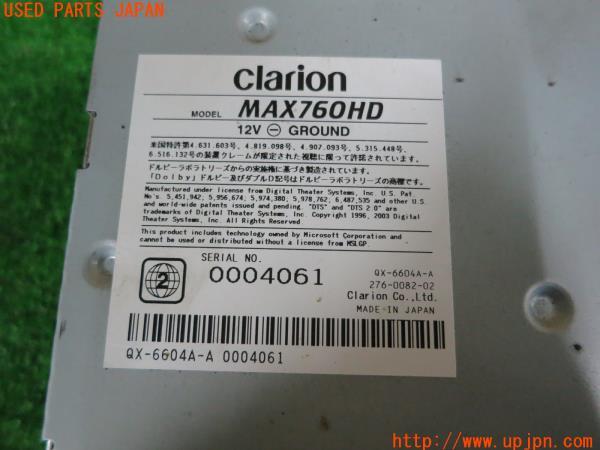 USED PARTS JAPAN
clarion
MODEL MAX760HD
12V ⊖ GROUND
米国特許第4.631.603号、4.819.098号、4.907.093号、5.315.448号、
6.516.132号の装置クレームが限定された視聴に限って許諾されています。
ドルビーラボラトリーズからの実施権に基づき製造されています。
「Dolby」ドルビー及びダブルD記号はドルビーラボラトリーズの商標です。
Manufactured under license from Digital Theater Systems, Inc. U.S. Pat
No's. 5,451,942; 5,956,674; 5,974,380; 5,978,762; 6,487,535 and other U.S.
and world-wide patents issued and pending. "DTS" and "DTS 2.0" are
trademarks of Digital Theater Systems, Inc. Copyright 1996, 2003 Digital
Theater Systems, Inc. All Rights Reserved.
This product includes technology owned by Microsoft Corporation and
cannot be used or distributed without a license from MSLGP.
2
SERIAL NO.
0004061
QX-6604A-A
276-0082-02
Clarion Co.,Ltd.
MADE IN JAPAN
QX-6604A-A 0004061
http://www.upjpn.com/